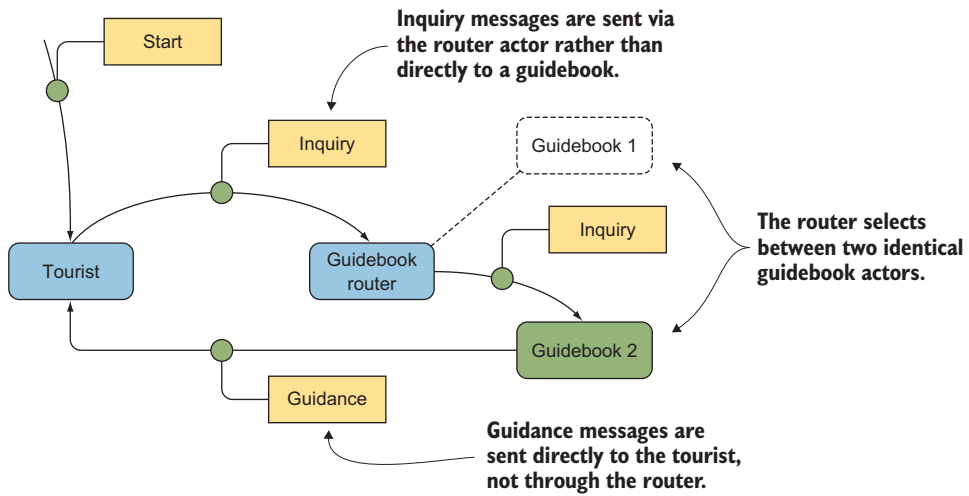 Inquiry messages are sent via
the router actor rather than
directly to a guidebook.
Start
Inquiry
Guidebook 1
Inquiry
The router selects
between two identical
guidebook actors.
Tourist
Guidebook
router
Guidebook 2
Guidance
Guidance messages are
sent directly to the tourist,
not through the router.